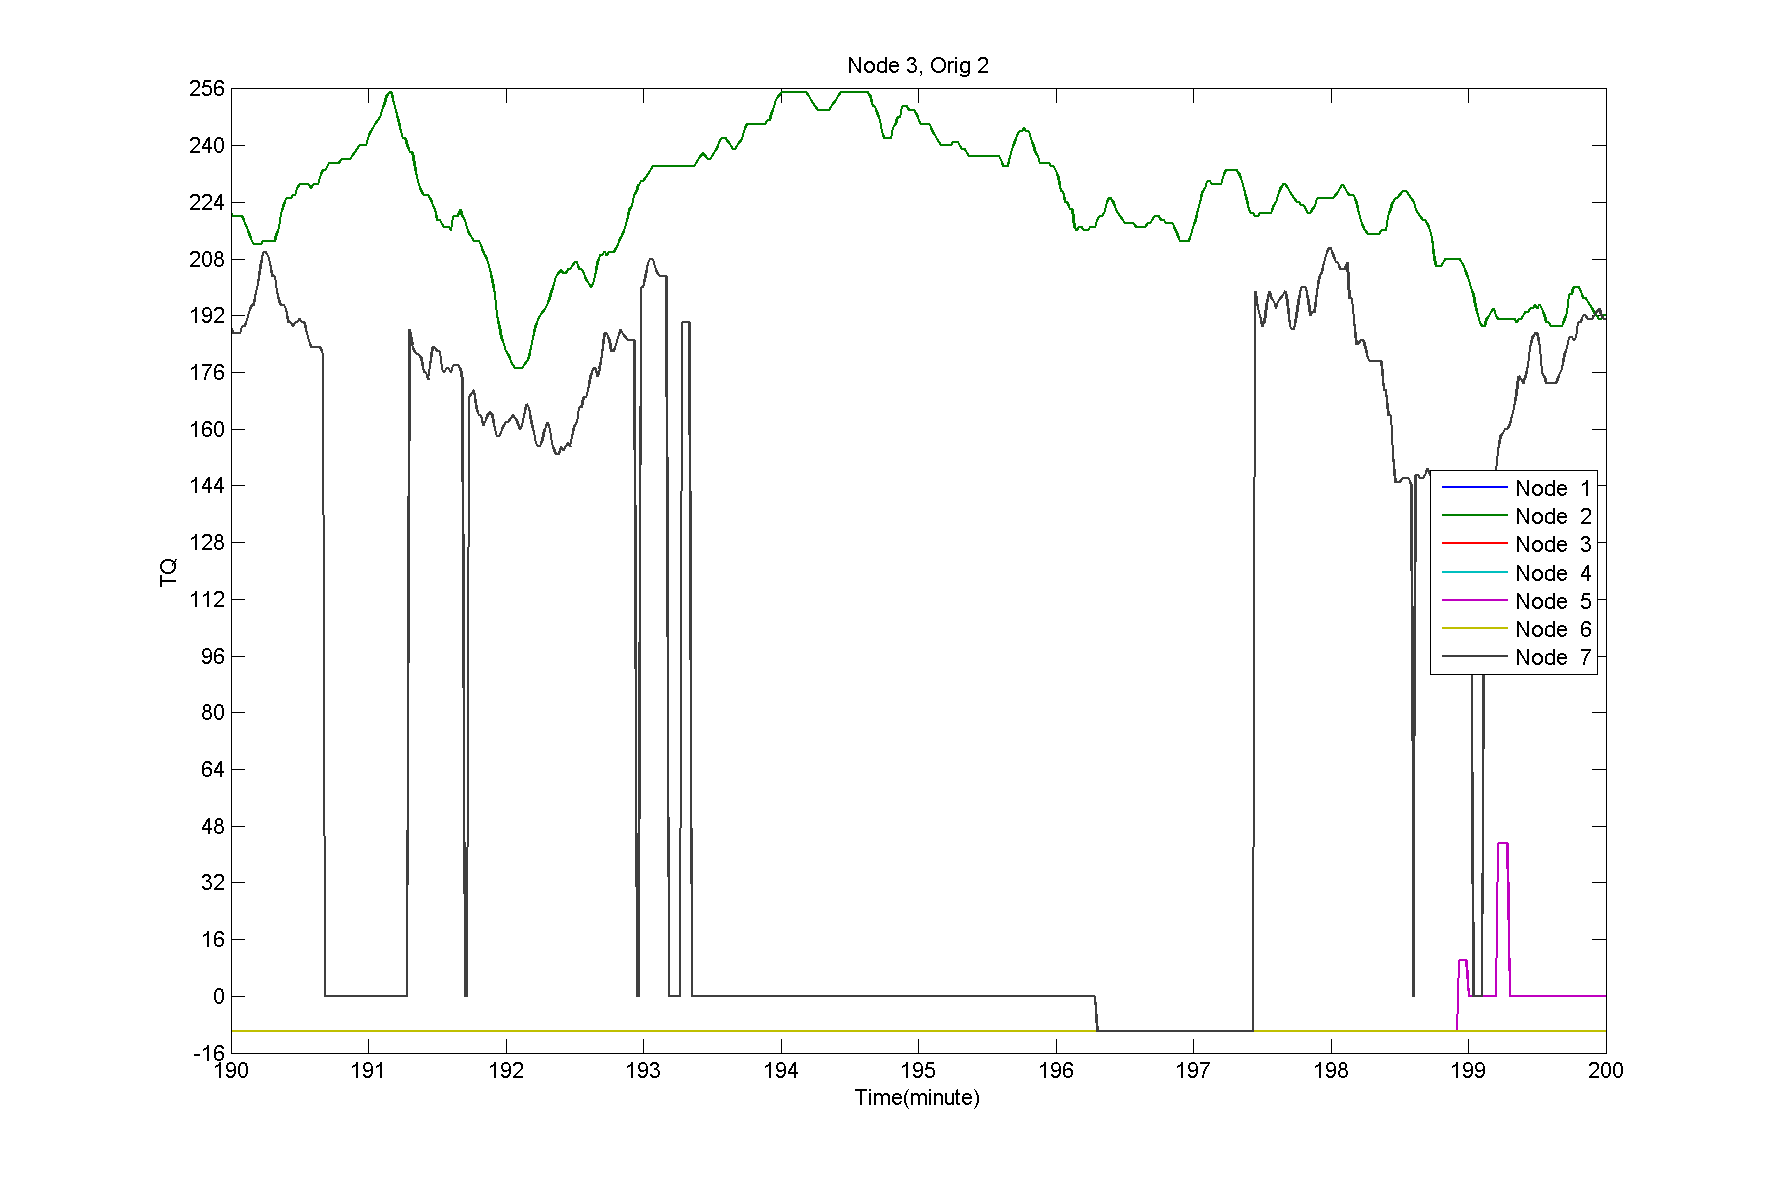 Node 3, Orig 2
256
240
224
208
192
176
160
144
128
112
96
80
64
48
32
16
0
-16
TQ
Node 1
Node 2
Node 3
Node 4
Node 5
Node 6
Node 7
190 191 192 193 194 195 196 197 198 199 200
Time(minute)